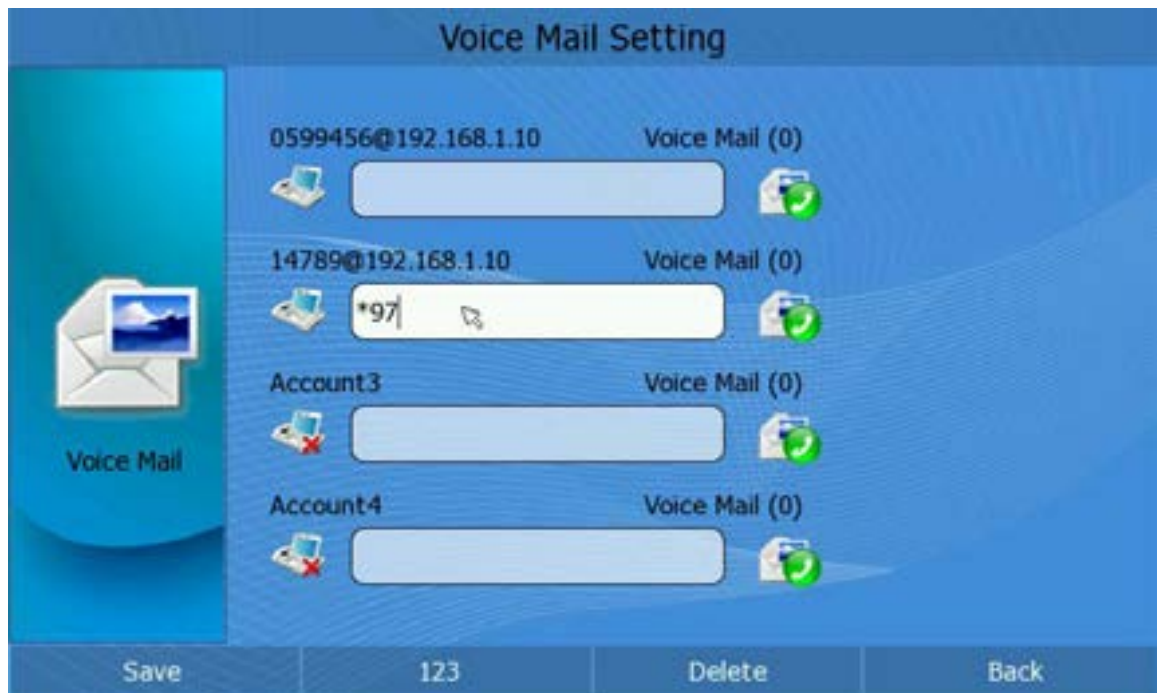 Voice Mail Setting
0599456@192.168.1.10 Voice Mail (0)
14789@192.168.1.10 Voice Mail (0)
*97
Account3 Voice Mail (0)
Voice Mail
Account4 Voice Mail (0)
Save 123 Delete Back